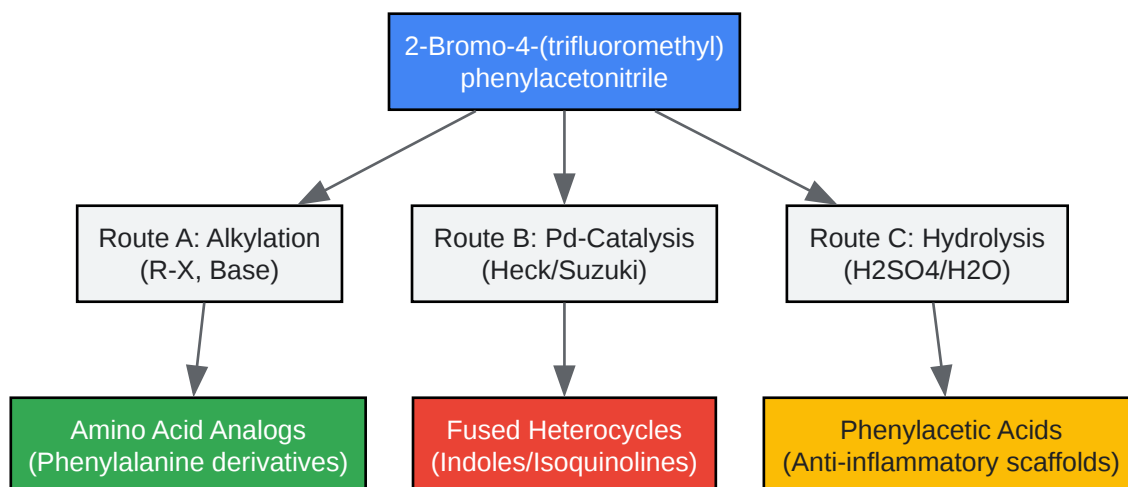 2-Bromo-4-(trifluoromethyl)
phenylacetonitrile
Route A: Alkylation
(R-X, Base)
Route B: Pd-Catalysis
(Heck/Suzuki)
Route C: Hydrolysis
(H2SO4/H2O)
Amino Acid Analogs
(Phenylalanine derivatives)
Fused Heterocycles
(Indoles/Isoquinolines)
Phenylacetic Acids
(Anti-inflammatory scaffolds)